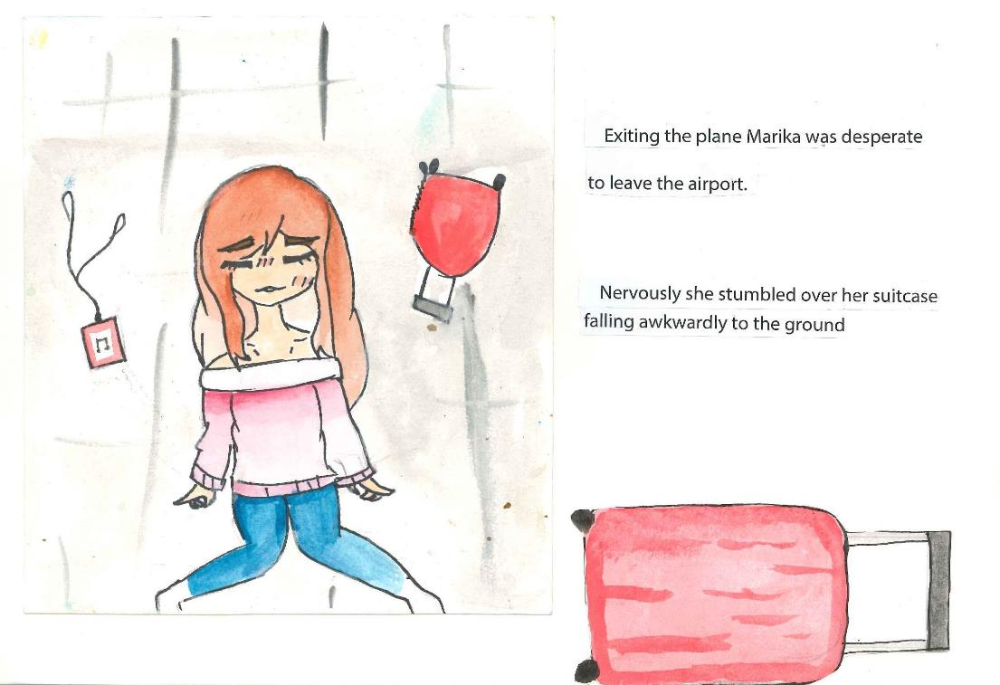 Exiting the plane Marika was desperate
to leave the airport.
Nervously she stumbled over her suitcase
falling awkwardly to the ground